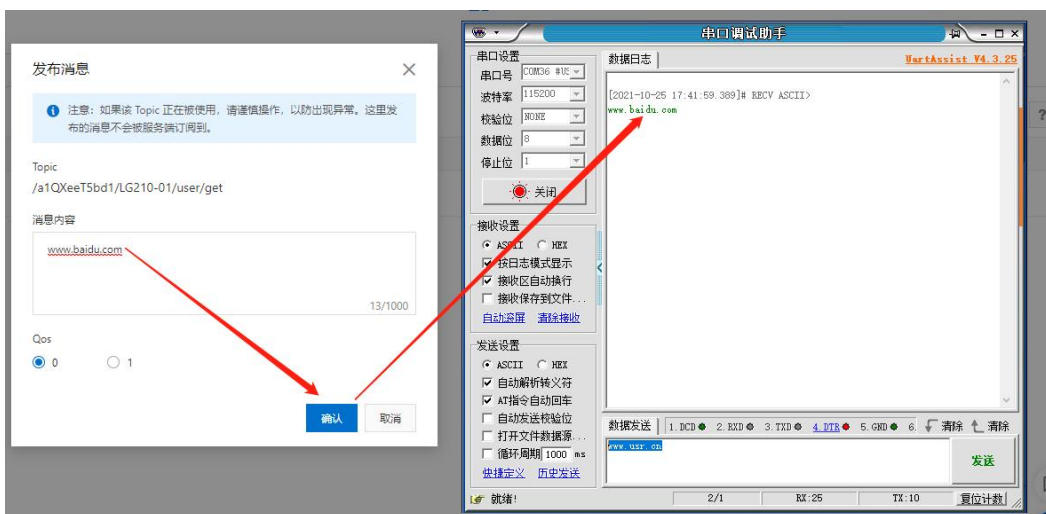 发布消息
注意：如果该 Topic 正在被使用，请谨慎操作，以防出现异常。这里发
布的消息不会被服务端订阅到。
Topic
/a1QXeeT5bd1/LG210-01/user/get
消息内容
www.baidu.com
13/1000
Qos
0
1
确认
取消
串口调试助手
串口设置
串口号 COM36 #US
波特率 115200
校验位 NONE
数据位 8
停止位 1
关闭
接收设置
ASCII HEX
按日志模式显示
接收区自动换行
接收保存到文件...
自动滚屏 清除接收
发送设置
ASCII HEX
自动解析转义符
AT指令自动回车
自动发送校验位
打开文件数据源...
循环周期 1000 ms
快捷定义 历史发送
数据日志
UartAssist V4.3.25
[2021-10-25 17:41:59.389]# RECV ASCII>
www.baidu.com
数据发送 1.DCD 2.RXD 3.TXD 4.DTR 5.GND 6. 清除 清除
www.usr.cn
发送
就绪! 2/1 RX:25 TX:10 复位计数
?